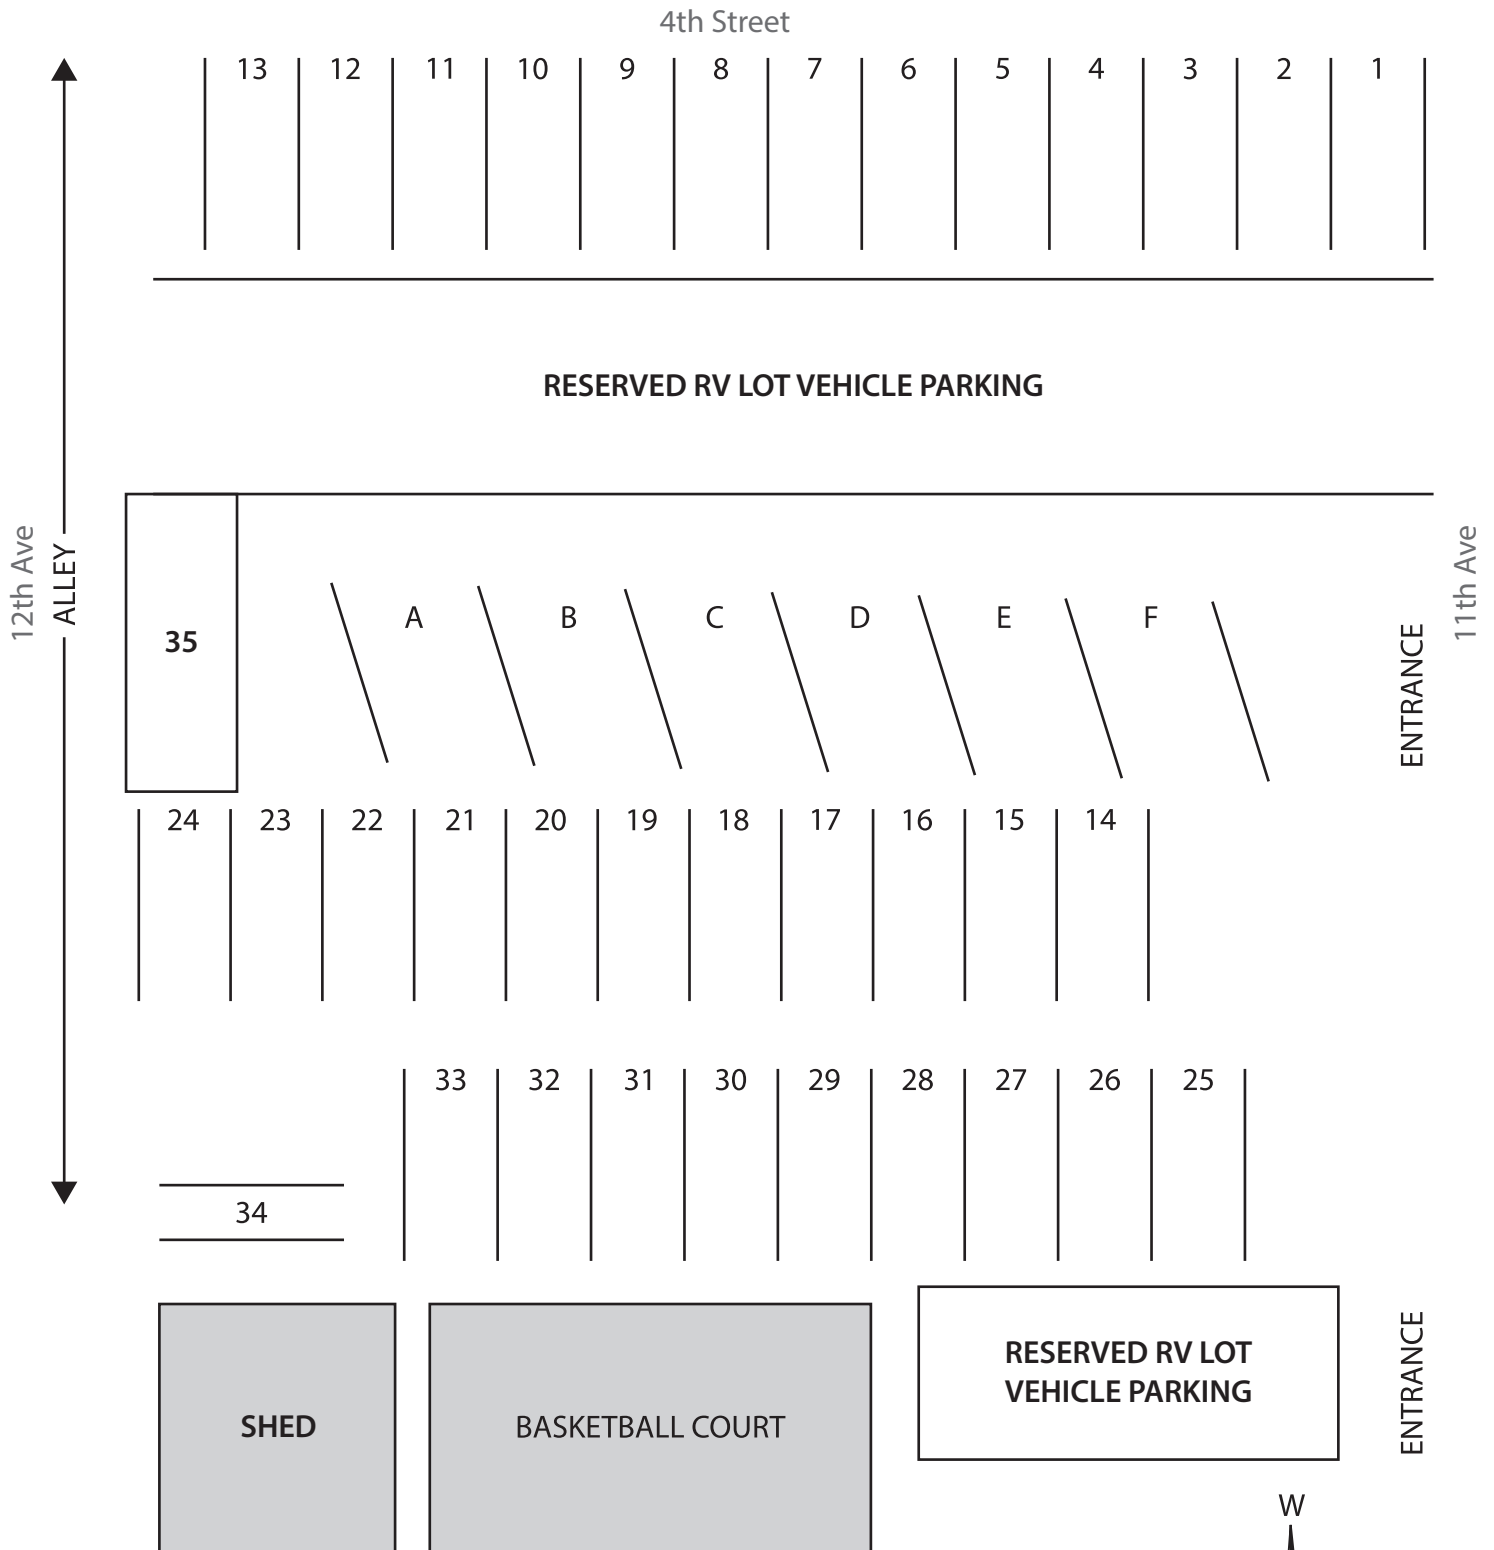 4th Street
13 12 11 10 9 8 7 6 5 4 3 2 1
RESERVED RV LOT VEHICLE PARKING
12th Ave
ALLEY
35
A B C D E F
ENTRANCE
11th Ave
24 23 22 21 20 19 18 17 16 15 14
33 32 31 30 29 28 27 26 25
34
SHED
BASKETBALL COURT
RESERVED RV LOT
VEHICLE PARKING
ENTRANCE
W